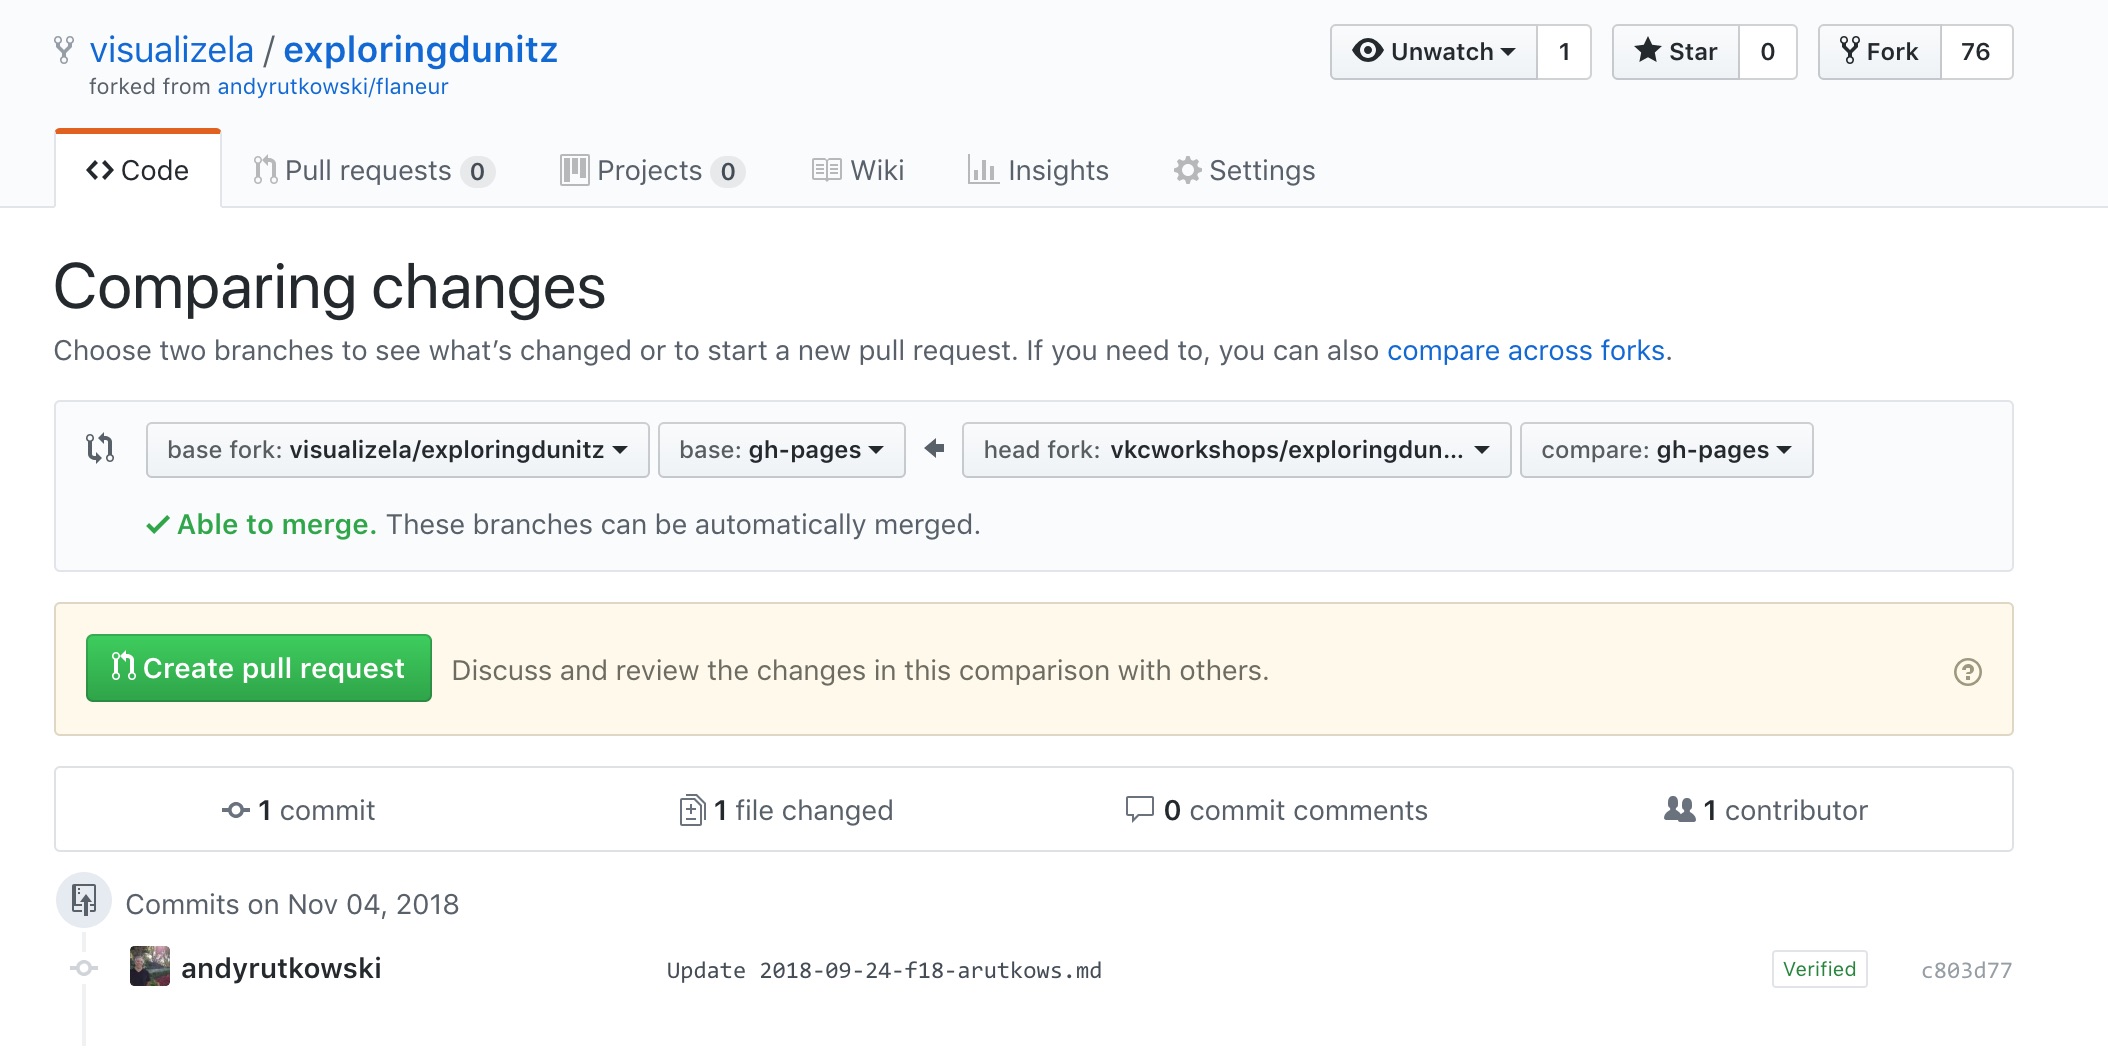 visualizela / exploringdunitz
forked from andyrutkowski/flaneur
Unwatch 1 Star 0 Fork 76
Code Pull requests 0 Projects 0 Wiki Insights Settings
Comparing changes
Choose two branches to see what’s changed or to start a new pull request. If you need to, you can also compare across forks.
base fork: visualizela/exploringdunitz base: gh-pages head fork: vkcworkshops/exploringdun... compare: gh-pages
Able to merge. These branches can be automatically merged.
Create pull request Discuss and review the changes in this comparison with others.
1 commit 1 file changed 0 commit comments 1 contributor
Commits on Nov 04, 2018
andyrutkowski Update 2018-09-24-f18-arutkows.md Verified c803d77